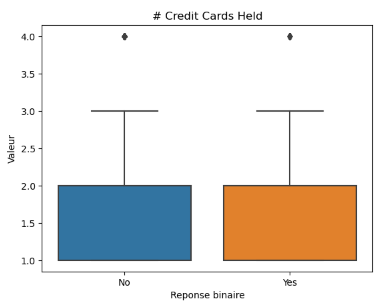 # Credit Cards Held
Valeur
4.0
3.5
3.0
2.5
2.0
1.5
1.0
No
Yes
Reponse binaire